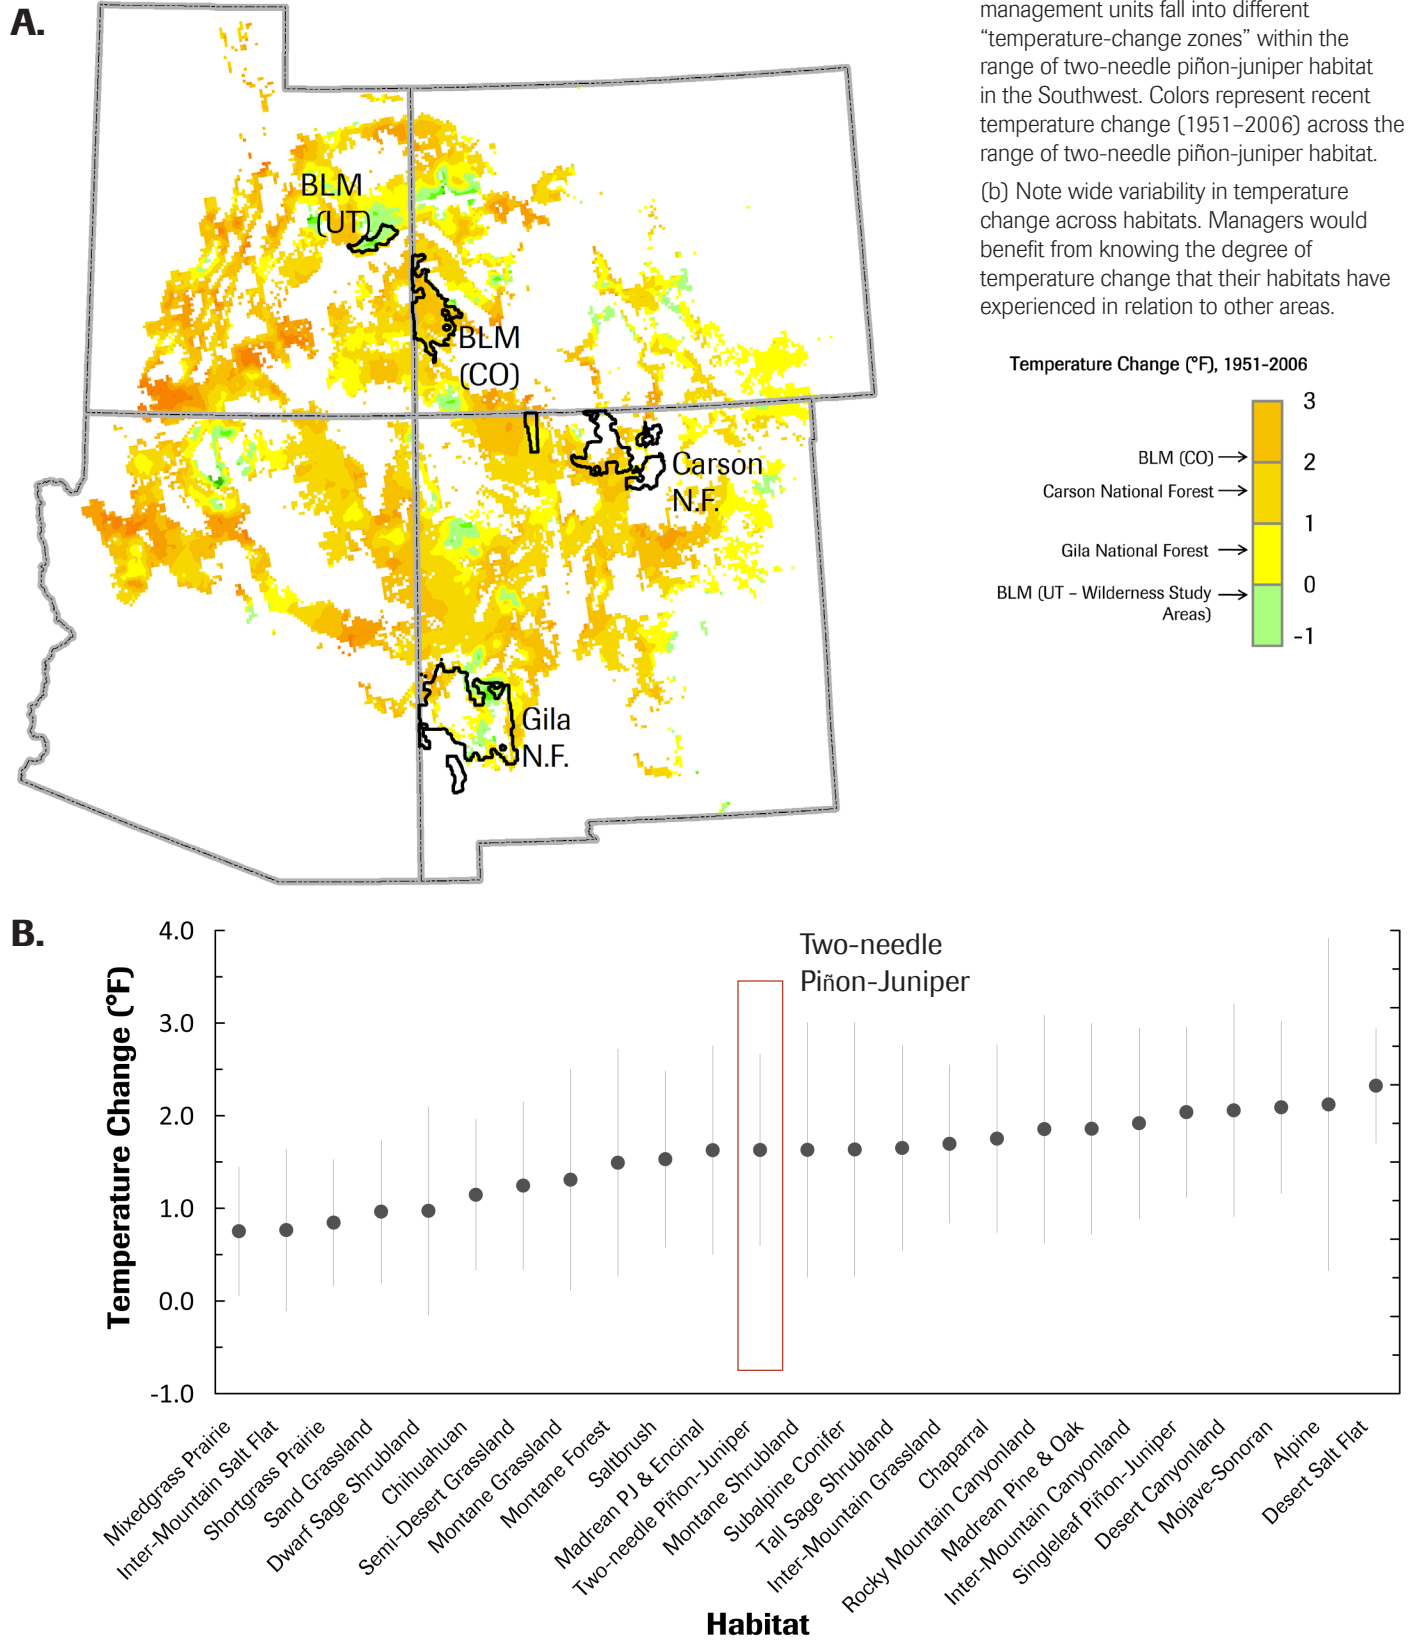 A.
management units fall into different
“temperature-change zones” within the
range of two-needle piñon-juniper habitat
in the Southwest. Colors represent recent
temperature change (1951–2006) across the
range of two-needle piñon-juniper habitat.
(b) Note wide variability in temperature
change across habitats. Managers would
benefit from knowing the degree of
temperature change that their habitats have
experienced in relation to other areas.
BLM
(UT)
BLM
(CO)
Carson
N.F.
Gila
N.F.
Temperature Change (°F), 1951-2006
3
BLM (CO)
2
Carson National Forest
1
Gila National Forest
0
BLM (UT – Wilderness Study
Areas)
-1
B.
Two-needle
Piñon-Juniper
Temperature Change (°F)
4.0
3.0
2.0
1.0
0.0
-1.0
Mixedgrass Prairie
Inter-Mountain Salt Flat
Shortgrass Prairie
Sand Grassland
Dwarf Sage Shrubland
Chihuahuan
Semi-Desert Grassland
Montane Grassland
Montane Forest
Saltbrush
Madrean PJ & Encinal
Two-needle Piñon-Juniper
Montane Shrubland
Subalpine Conifer
Tall Sage Shrubland
Inter-Mountain Grassland
Chaparral
Rocky Mountain Canyonland
Madrean Pine & Oak
Inter-Mountain Canyonland
Singleleaf Piñon-Juniper
Desert Canyonland
Mojave-Sonoran
Alpine
Desert Salt Flat
Habitat